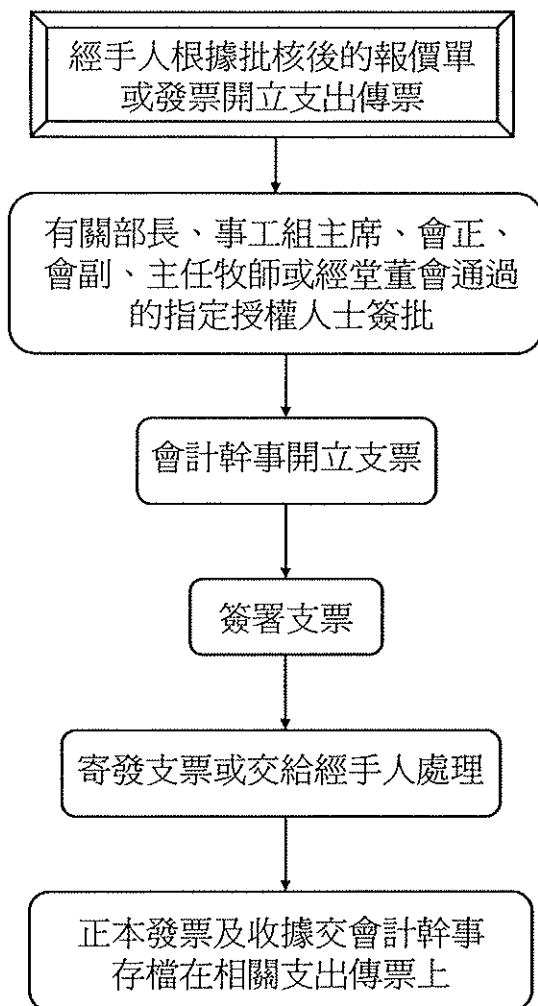 經手人根據批核後的報價單
或發票開立支出傳票
有關部長、事工組主席、會正、
會副、主任牧師或經堂董會通過
的指定授權人士簽批
會計幹事開立支票
簽署支票
寄發支票或交給經手人處理
正本發票及收據交會計幹事
存檔在相關支出傳票上